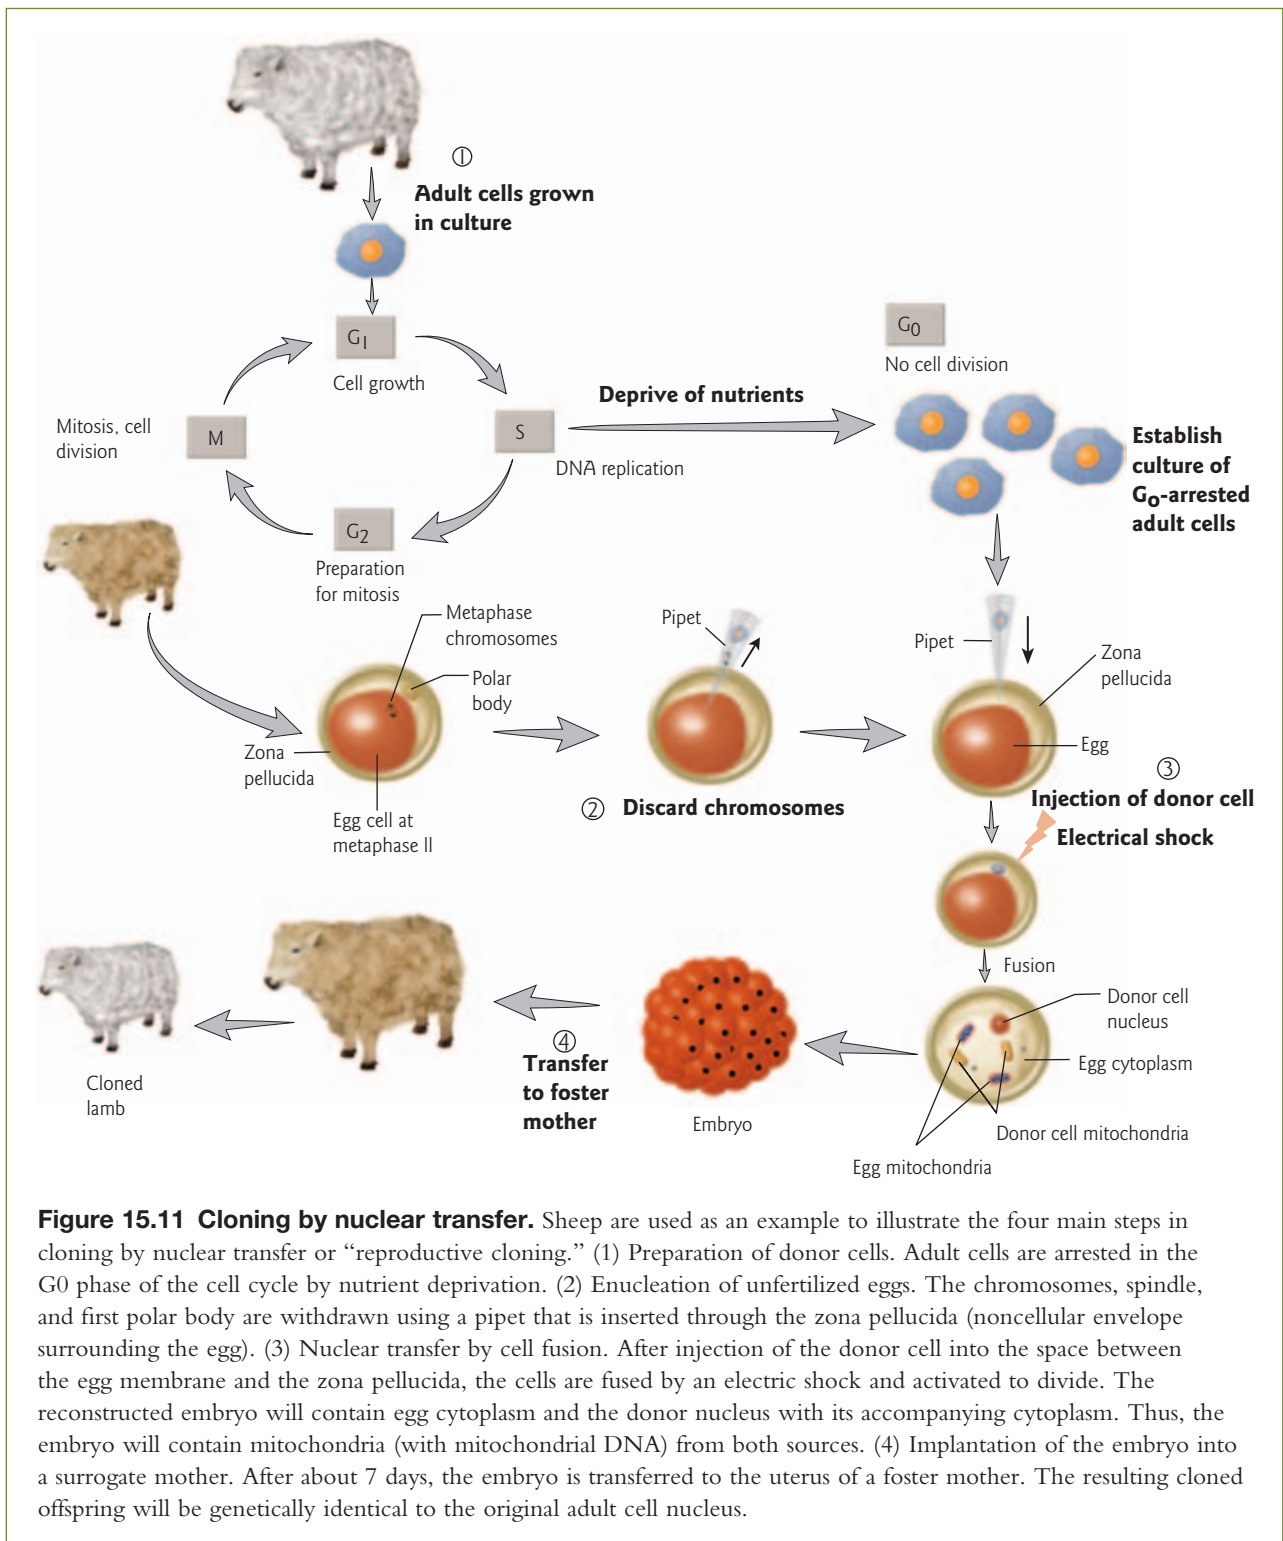 ①
Adult cells grown
in culture
G1
Cell growth
G0
No cell division
Deprive of nutrients
Mitosis, cell
division
M
S
DNA replication
Establish
culture of
G0-arrested
adult cells
G2
Preparation
for mitosis
Metaphase
chromosomes
Polar
body
Zona
pellucida
Egg cell at
metaphase II
Pipet
② Discard chromosomes
Pipet
Zona
pellucida
Egg
③
Injection of donor cell
Electrical shock
Fusion
Donor cell
nucleus
Egg cytoplasm
Donor cell mitochondria
Egg mitochondria
Embryo
④
Transfer
to foster
mother
Cloned
lamb
Figure 15.11 Cloning by nuclear transfer. Sheep are used as an example to illustrate the four main steps in
cloning by nuclear transfer or “reproductive cloning.” (1) Preparation of donor cells. Adult cells are arrested in the
G0 phase of the cell cycle by nutrient deprivation. (2) Enucleation of unfertilized eggs. The chromosomes, spindle,
and first polar body are withdrawn using a pipet that is inserted through the zona pellucida (noncellular envelope
surrounding the egg). (3) Nuclear transfer by cell fusion. After injection of the donor cell into the space between
the egg membrane and the zona pellucida, the cells are fused by an electric shock and activated to divide. The
reconstructed embryo will contain egg cytoplasm and the donor nucleus with its accompanying cytoplasm. Thus, the
embryo will contain mitochondria (with mitochondrial DNA) from both sources. (4) Implantation of the embryo into
a surrogate mother. After about 7 days, the embryo is transferred to the uterus of a foster mother. The resulting cloned
offspring will be genetically identical to the original adult cell nucleus.